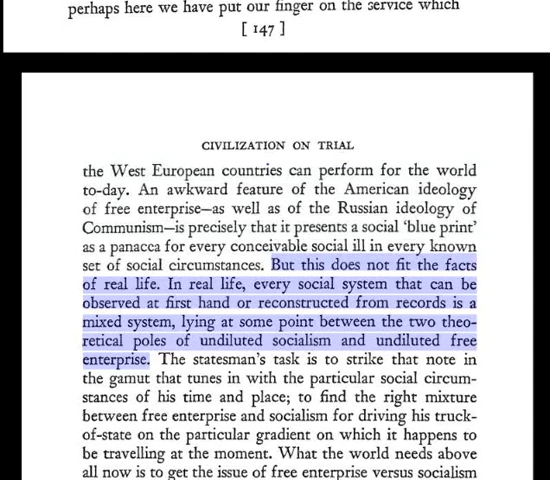 perhaps here we have put our finger on the service which
[ 147 ]
CIVILIZATION ON TRIAL
the West European countries can perform for the world
to-day. An awkward feature of the American ideology
of free enterprise—as well as of the Russian ideology of
Communism—is precisely that it presents a social 'blue print'
as a panacca for every conceivable social ill in every known
set of social circumstances. But this does not fit the facts
of real life. In real life, every social system that can be
observed at first hand or reconstructed from records is a
mixed system, lying at some point between the two theo-
retical poles of undiluted socialism and undiluted free
enterprise. The statesman's task is to strike that note in
the gamut that tunes in with the particular social circum-
stances of his time and place; to find the right mixture
between free enterprise and socialism for driving his truck-
of-state on the particular gradient on which it happens to
be travelling at the moment. What the world needs above
all now is to get the issue of free enterprise versus socialism